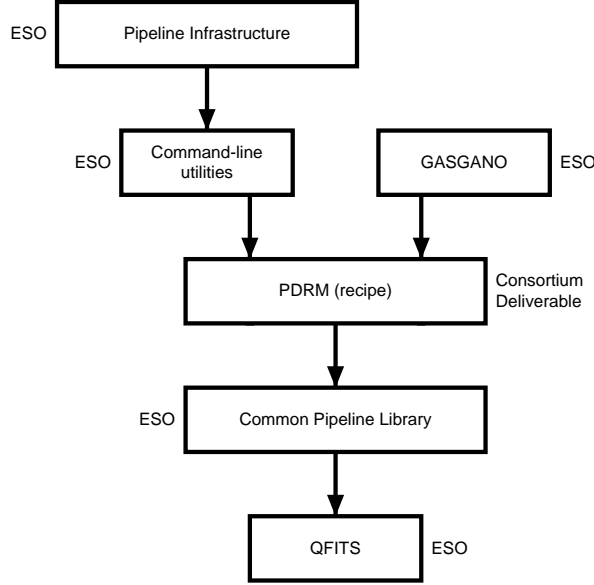 ESO
Pipeline Infrastructure
ESO
Command-line
utilities
GASGANO
ESO
PDRM (recipe)
Consortium
Deliverable
ESO
Common Pipeline Library
QFITS
ESO